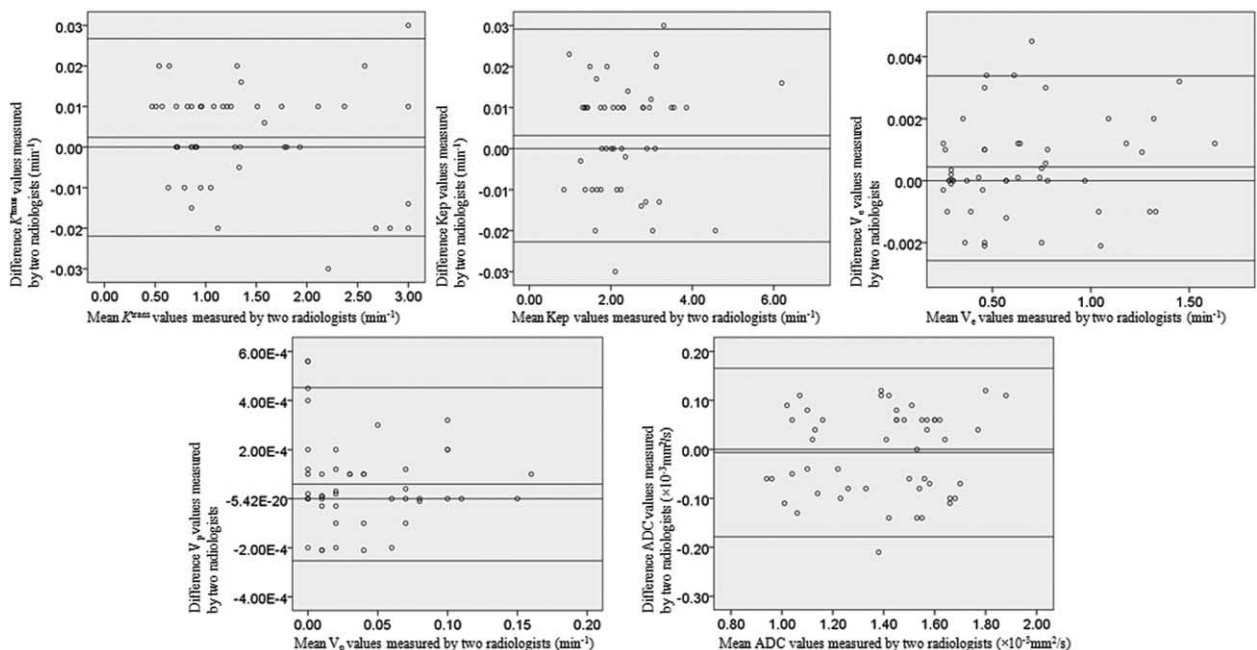 Difference Kᵗʳᵃⁿˢ values measured
by two radiologists (min⁻¹)
0.03
0.02
0.01
0.00
-0.01
-0.02
-0.03
0.00 0.50 1.00 1.50 2.00 2.50 3.00
Mean Kᵗʳᵃⁿˢ values measured by two radiologists (min⁻¹)
Difference Kep values measured
by two radiologists (min⁻¹)
0.03
0.02
0.01
0.00
-0.01
-0.02
-0.03
0.00 2.00 4.00 6.00
Mean Kep values measured by two radiologists (min⁻¹)
Difference Vₑ values measured
by two radiologists
0.004
0.002
0.00
-0.002
0.50 1.00 1.50
Mean Vₑ values measured by two radiologists (min⁻¹)
Difference Vₚ values measured
by two radiologists
6.00E-4
4.00E-4
2.00E-4
-5.42E-20
-2.00E-4
-4.00E-4
0.00 0.05 0.10 0.15 0.20
Mean Vₑ values measured by two radiologists (min⁻¹)
Difference ADC values measured
by two radiologists (×10⁻³mm²/s)
0.20
0.10
0.00
-0.10
-0.20
-0.30
0.80 1.00 1.20 1.40 1.60 1.80 2.00
Mean ADC values measured by two radiologists (×10⁻³mm²/s)